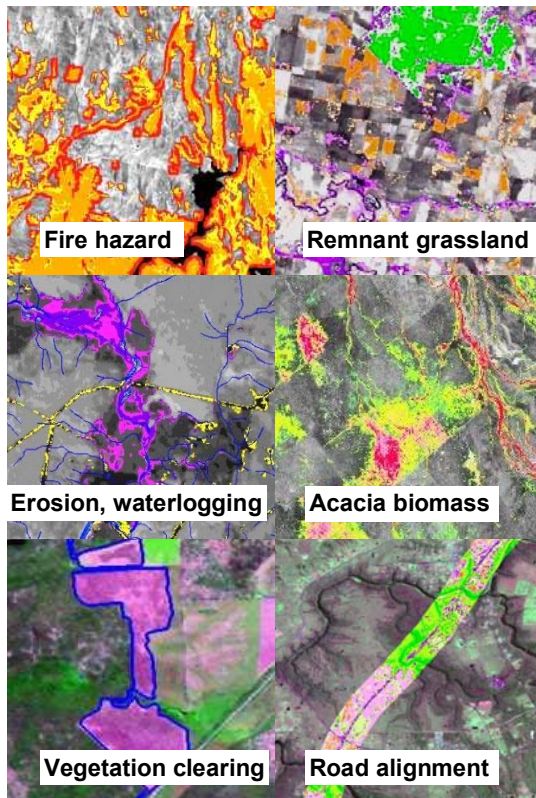 Fire hazard
Remnant grassland
Erosion, waterlogging
Acacia biomass
Vegetation clearing
Road alignment